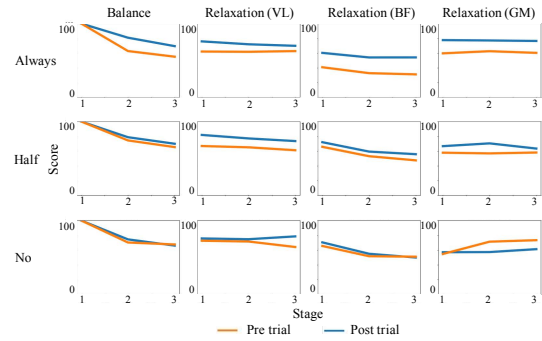 Balance Relaxation (VL) Relaxation (BF) Relaxation (GM)
100 100 100 100
Always
0 0 0 0
1 2 3 1 2 3 1 2 3 1 2 3
100 100 100 100
Half
Score
0 0 0 0
1 2 3 1 2 3 1 2 3 1 2 3
100 100 100 100
No
0 0 0 0
1 2 3 1 2 3 1 2 3 1 2 3
Stage
Pre trial Post trial